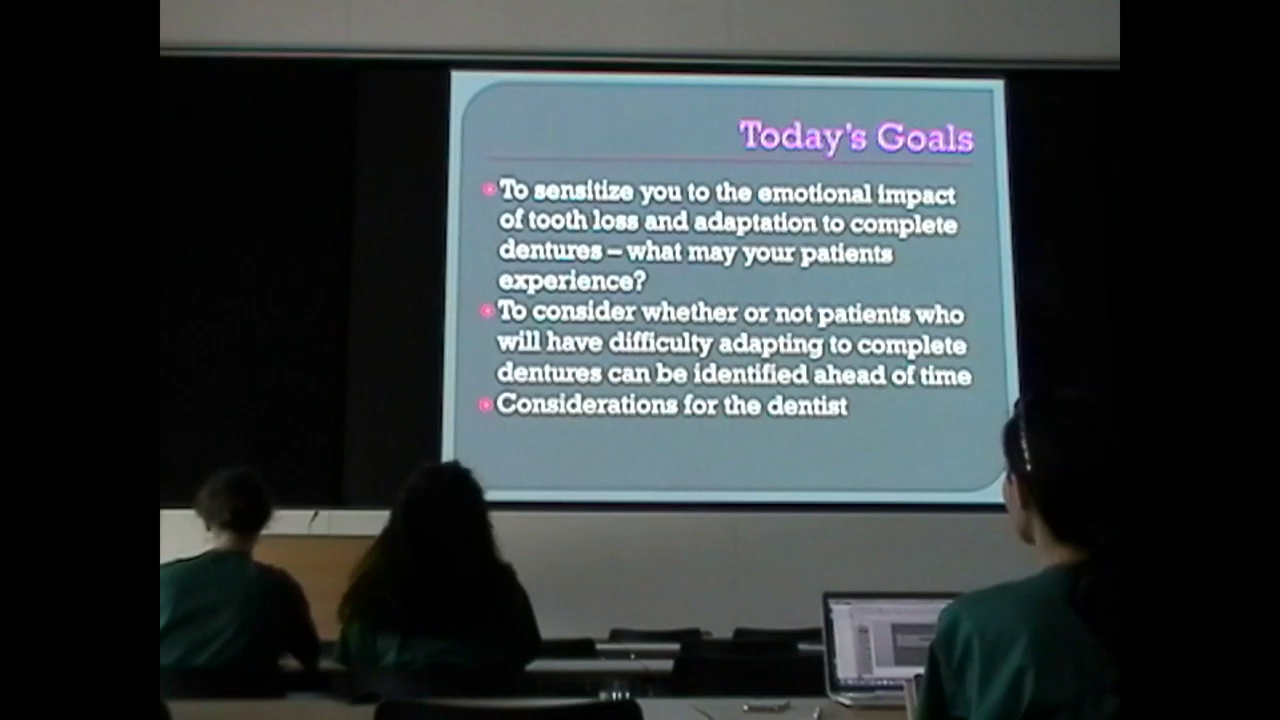 Today's Goals
To sensitize you to the emotional impact
of tooth loss and adaptation to complete
dentures – what may your patients
experience?
To consider whether or not patients who
will have difficulty adapting to complete
dentures can be identified ahead of time
Considerations for the dentist